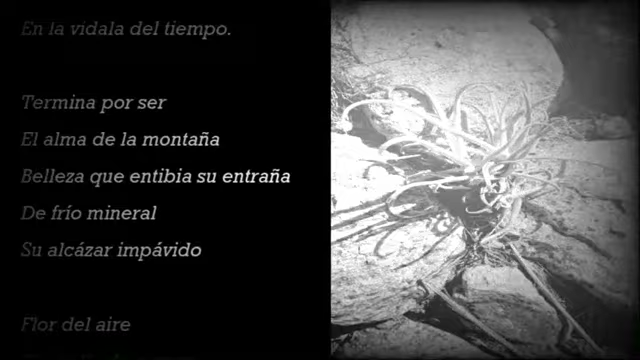 En la vidala del tiempo.
Termina por ser
El alma de la montaña
Belleza que entibia su entraña
De frío mineral
Su alcázar impávido
Flor del aire